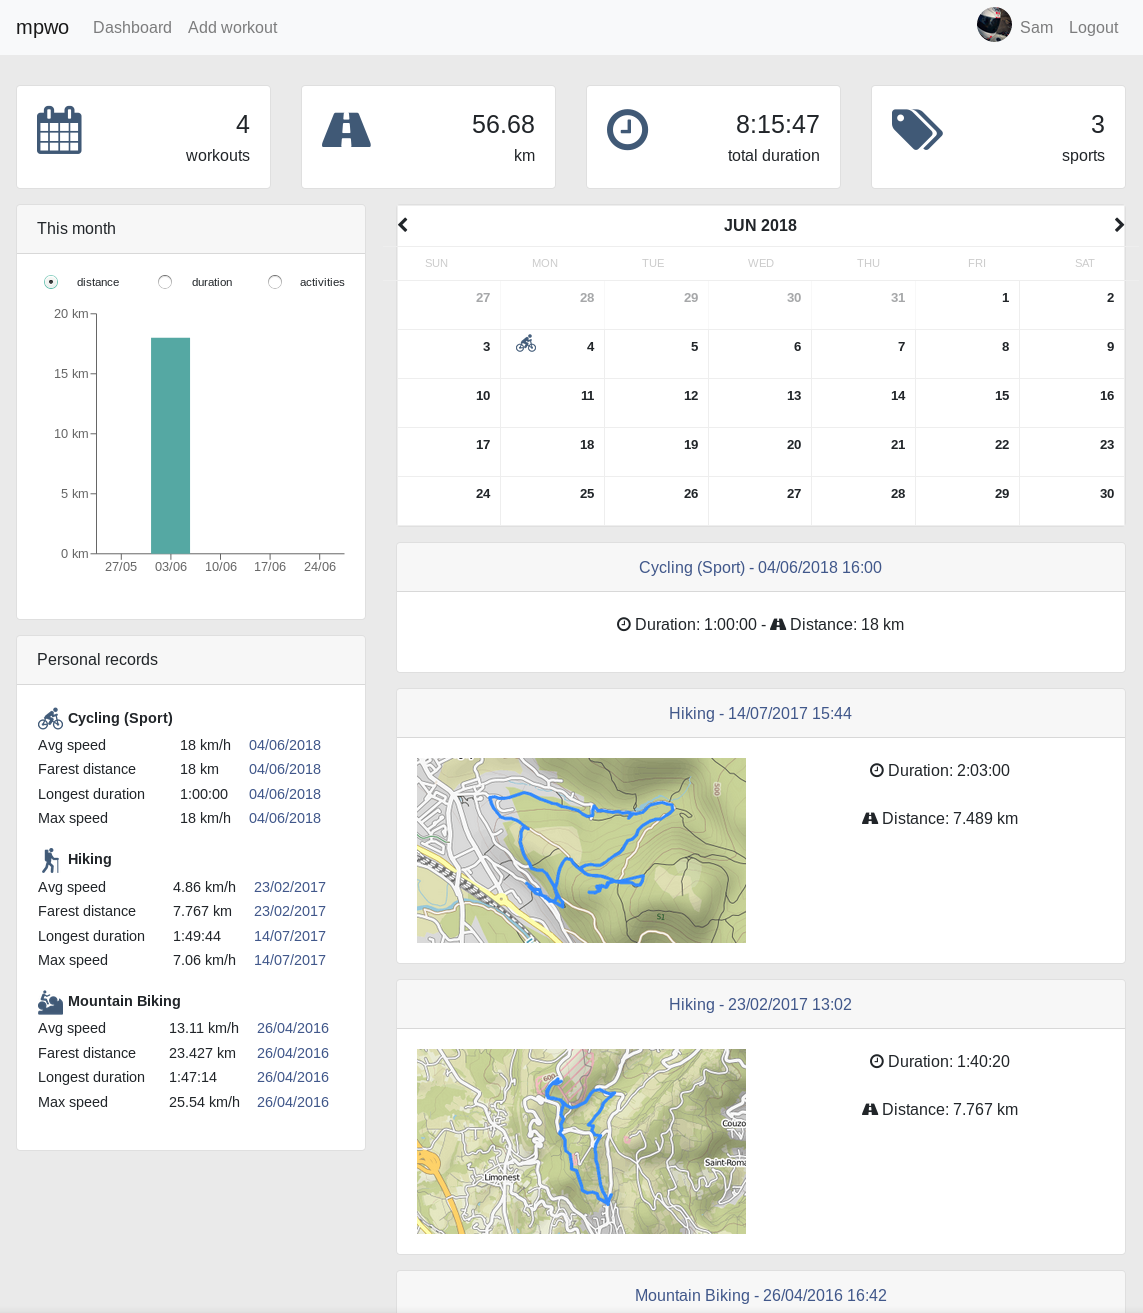 mpwo Dashboard Add workout Sam Logout
4
workouts
56.68
km
8:15:47
total duration
3
sports
This month
distance duration activities
20 km
15 km
10 km
5 km
0 km
27/05 03/06 10/06 17/06 24/06
Personal records
Cycling (Sport)
Avg speed 18 km/h 04/06/2018
Farest distance 18 km 04/06/2018
Longest duration 1:00:00 04/06/2018
Max speed 18 km/h 04/06/2018
Hiking
Avg speed 4.86 km/h 23/02/2017
Farest distance 7.767 km 23/02/2017
Longest duration 1:49:44 14/07/2017
Max speed 7.06 km/h 14/07/2017
Mountain Biking
Avg speed 13.11 km/h 26/04/2016
Farest distance 23.427 km 26/04/2016
Longest duration 1:47:14 26/04/2016
Max speed 25.54 km/h 26/04/2016
JUN 2018
SUN MON TUE WED THU FRI SAT
27 28 29 30 31 1 2
3 4 5 6 7 8 9
10 11 12 13 14 15 16
17 18 19 20 21 22 23
24 25 26 27 28 29 30
Cycling (Sport) - 04/06/2018 16:00
Duration: 1:00:00 - Distance: 18 km
Hiking - 14/07/2017 15:44
500
51
Duration: 2:03:00
Distance: 7.489 km
Hiking - 23/02/2017 13:02
600
Couzo
Saint-Roma
Limonest
Duration: 1:40:20
Distance: 7.767 km
Mountain Biking - 26/04/2016 16:42